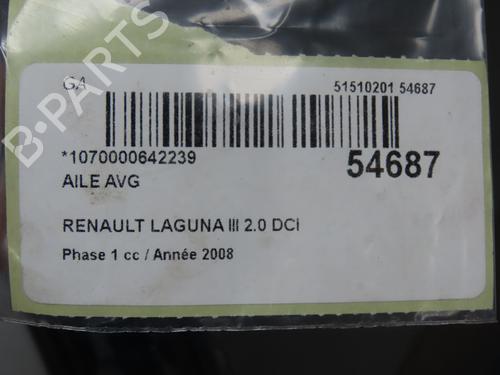 GA 51510201 54687
*1070000642239 54687
AILE AVG
RENAULT LAGUNA III 2.0 DCI
Phase 1 cc / Année 2008
B-PARTS